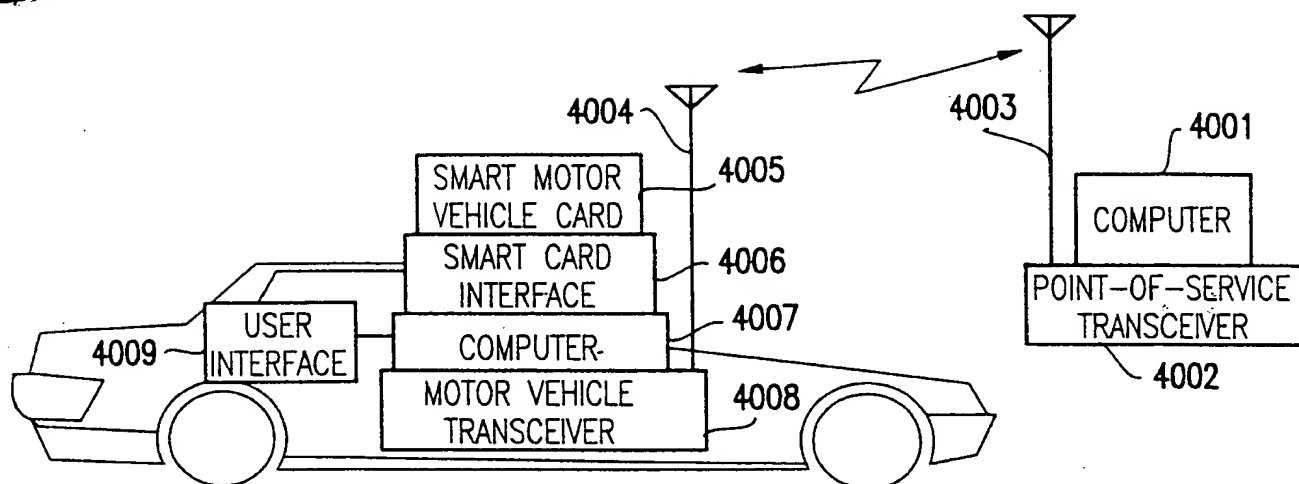 4004
4003
4001
SMART MOTOR
VEHICLE CARD
4005
COMPUTER
SMART CARD
INTERFACE
4006
POINT-OF-SERVICE
TRANSCEIVER
USER
INTERFACE
4007
4009
COMPUTER-
4002
MOTOR VEHICLE
TRANSCEIVER
4008